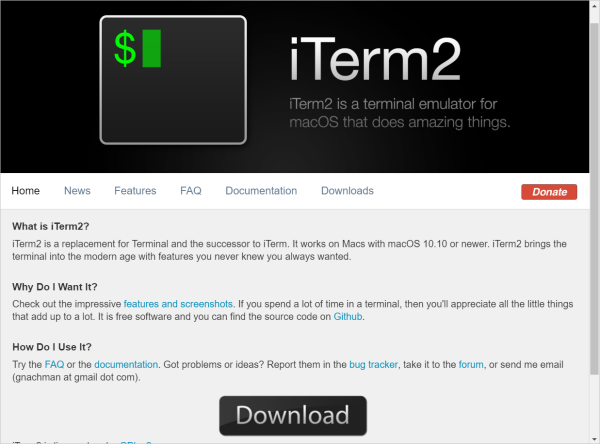 $
iTerm2
iTerm2 is a terminal emulator for
macOS that does amazing things.
Home News Features FAQ Documentation Downloads Donate
What is iTerm2?
iTerm2 is a replacement for Terminal and the successor to iTerm. It works on Macs with macOS 10.10 or newer. iTerm2 brings the
terminal into the modern age with features you never knew you always wanted.
Why Do I Want It?
Check out the impressive features and screenshots. If you spend a lot of time in a terminal, then you'll appreciate all the little things
that add up to a lot. It is free software and you can find the source code on Github.
How Do I Use It?
Try the FAQ or the documentation. Got problems or ideas? Report them in the bug tracker, take it to the forum, or send me email
(gnachman at gmail dot com).
Download